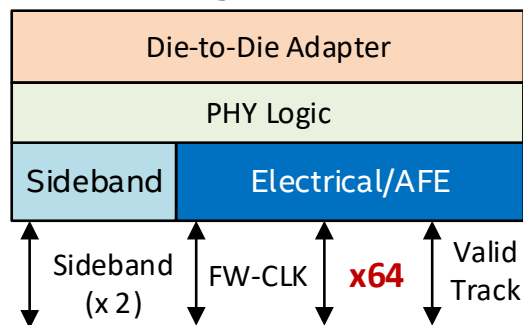 Die-to-Die Adapter
PHY Logic
Sideband
Electrical/AFE
Sideband
(x 2)
FW-CLK
x64
Valid
Track